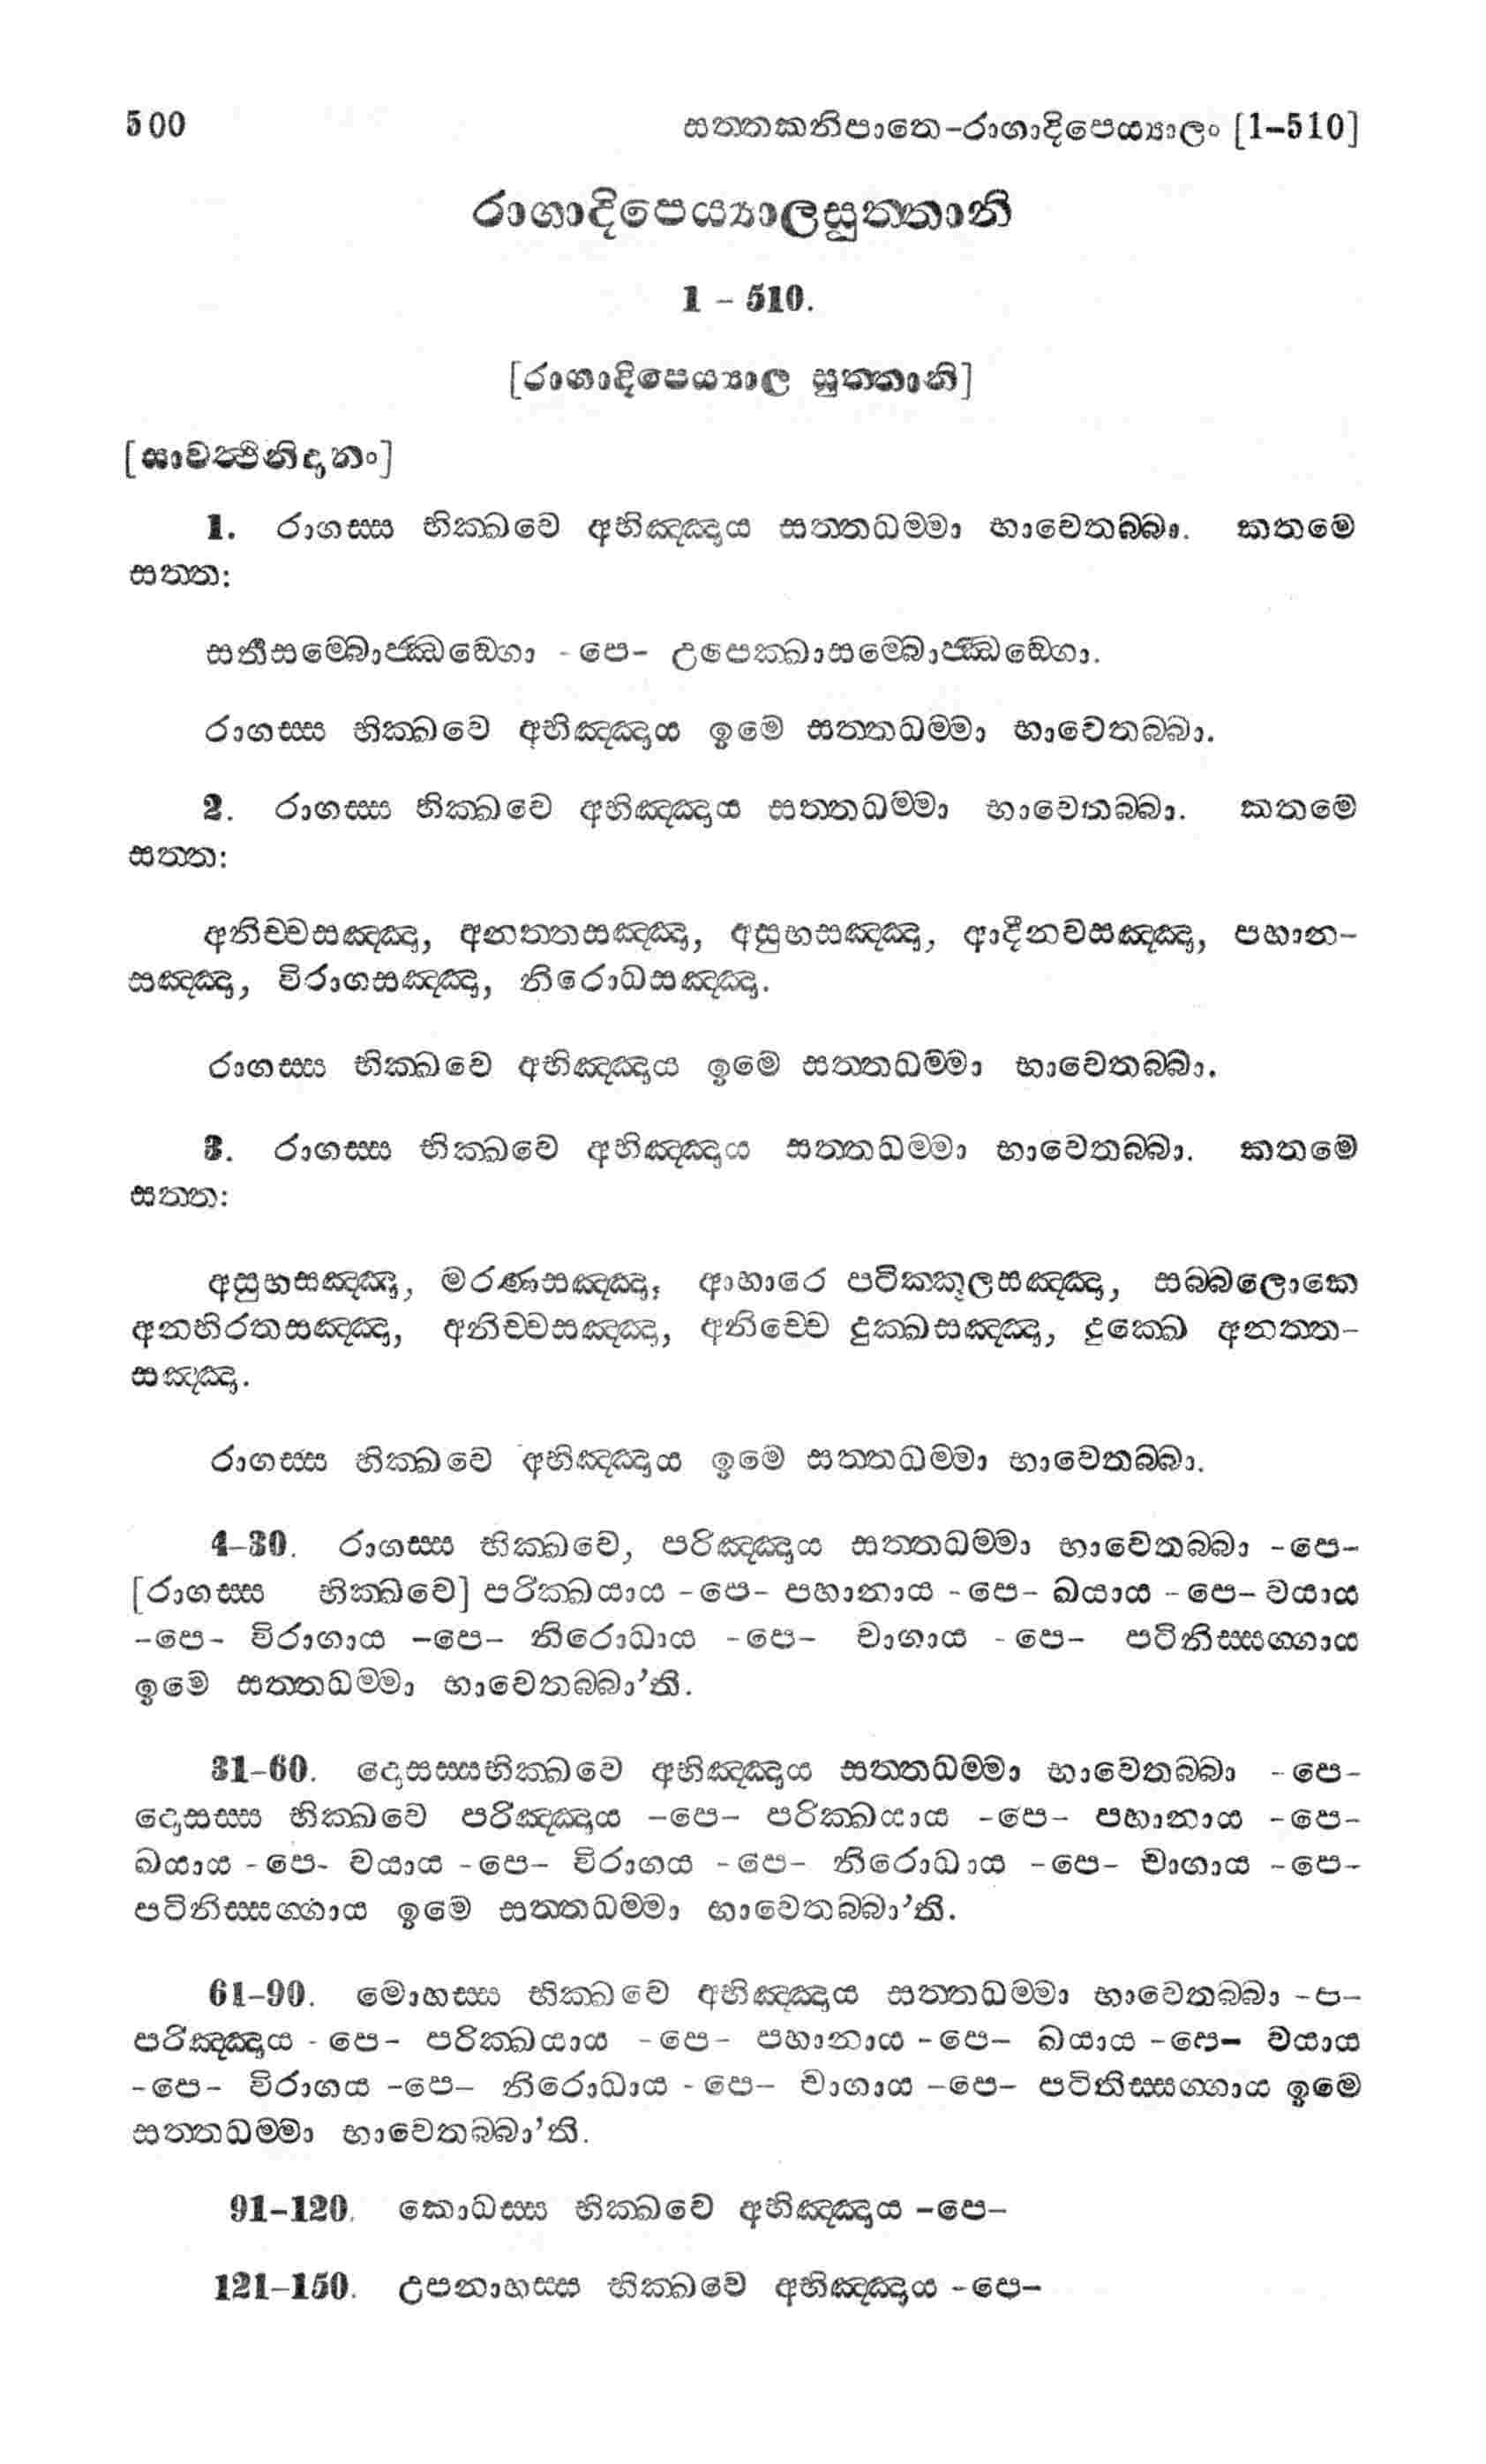 500 සත්තකනිපාතෙ-රාගාදිපෙය්‍යාලං [1-510]
රාගාදිපෙය්‍යාලසුත්තානි
1 - 510.
[රාගාදිපෙය්‍යාල සුත්තානි]
[සාවත්‍ථිනිදානං]
1. රාගස්ස භික්ඛවෙ අභිඤ්ඤාය සත්තධම්මා භාවෙතබ්බා. කතමෙ
සත්ත:
සතිසම්බොජ්ඣඞ්ගො -පෙ- උපෙක්ඛාසම්බොජ්ඣඞ්ගො.
රාගස්ස භික්ඛවෙ අභිඤ්ඤාය ඉමෙ සත්තධම්මා භාවෙතබ්බා.
2. රාගස්ස භික්ඛවෙ අභිඤ්ඤාය සත්තධම්මා භාවෙතබ්බා. කතමෙ
සත්ත:
අනිච්චසඤ්ඤා, අනත්තසඤ්ඤා, අසුභසඤ්ඤා, ආදීනවසඤ්ඤා, පහාන-
සඤ්ඤා, විරාගසඤ්ඤා, නිරොධසඤ්ඤා.
රාගස්ස භික්ඛවෙ අභිඤ්ඤාය ඉමෙ සත්තධම්මා භාවෙතබ්බා.
3. රාගස්ස භික්ඛවෙ අභිඤ්ඤාය සත්තධම්මා භාවෙතබ්බා. කතමෙ
සත්ත:
අසුභසඤ්ඤා, මරණසඤ්ඤා, ආහාරෙ පටික්කූලසඤ්ඤා, සබ්බලොකෙ
අනභිරතසඤ්ඤා, අනිච්චසඤ්ඤා, අනිච්චෙ දුක්ඛසඤ්ඤා, දුක්ඛෙ අනත්ත-
සඤ්ඤා.
රාගස්ස භික්ඛවෙ අභිඤ්ඤාය ඉමෙ සත්තධම්මා භාවෙතබ්බා.
4-30. රාගස්ස භික්ඛවෙ, පරිඤ්ඤාය සත්තධම්මා භාවෙතබ්බා -පෙ-
[රාගස්ස භික්ඛවෙ] පරික්ඛයාය -පෙ- පහානාය -පෙ- ඛයාය -පෙ- වයාය
-පෙ- විරාගාය -පෙ- නිරොධාය -පෙ- චාගාය -පෙ- පටිනිස්සග්ගාය
ඉමෙ සත්තධම්මා භාවෙතබ්බා’ති.
31-60. දොසස්සභික්ඛවෙ අභිඤ්ඤාය සත්තධම්මා භාවෙතබ්බා -පෙ-
දොසස්ස භික්ඛවෙ පරිඤ්ඤාය -පෙ- පරික්ඛයාය -පෙ- පහානාය -පෙ-
ඛයාය -පෙ- වයාය -පෙ- විරාගය -පෙ- නිරොධාය -පෙ- චාගාය -පෙ-
පටිනිස්සග්ගාය ඉමෙ සත්තධම්මා භාවෙතබ්බා’ති.
61-90. මොහස්ස භික්ඛවෙ අභිඤ්ඤාය සත්තධම්මා භාවෙතබ්බා -ප-
පරිඤ්ඤාය -පෙ- පරික්ඛයාය -පෙ- පහානාය -පෙ- ඛයාය -පෙ- වයාය
-පෙ- විරාගය -පෙ- නිරොධාය -පෙ- චාගාය -පෙ- පටිනිස්සග්ගාය ඉමෙ
සත්තධම්මා භාවෙතබ්බා’ති.
91-120. කොධස්ස භික්ඛවෙ අභිඤ්ඤාය -පෙ-
121-150. උපනාහස්ස භික්ඛවෙ අභිඤ්ඤාය -පෙ-